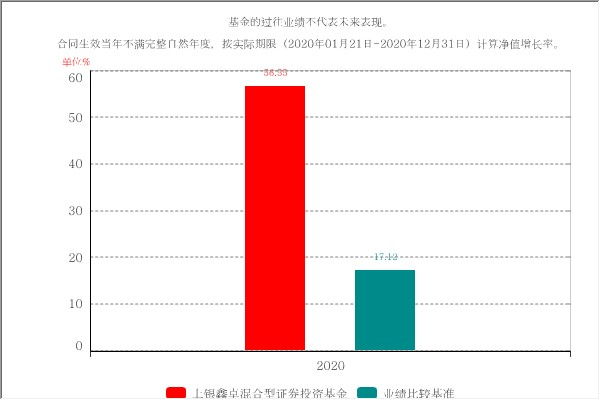 基金的过往业绩不代表未来表现。
合同生效当年不满完整自然年度，按实际期限（2020年01月21日-2020年12月31日）计算净值增长率。
单位%
60
50
40
30
20
10
0
17.12
2020
上银鑫卓混合型证券投资基金 业绩比较基准